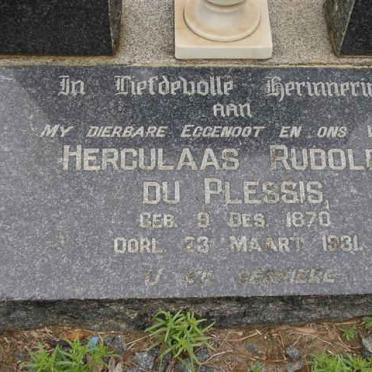 In Liefdevolle Herinnerin
AAN
MY DIERBARE EGGENOOT EN ONS V
HERCULAAS RUDOL
DU PLESSIS,
GEB. 9 DES. 1870
OORL. 23 MAART 1931.